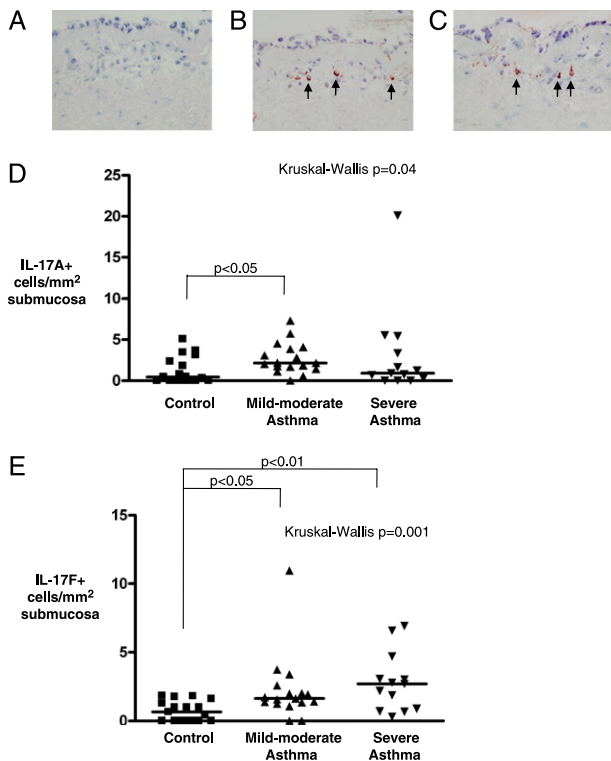 A
B
C
D
Kruskal-Wallis p=0.04
25
20
15
10
5
0
IL-17A+
cells/mm²
submucosa
p<0.05
Control
Mild-moderate
Asthma
Severe
Asthma
E
p<0.01
p<0.05
Kruskal-Wallis p=0.001
15
10
5
0
IL-17F+
cells/mm²
submucosa
Control
Mild-moderate
Asthma
Severe
Asthma